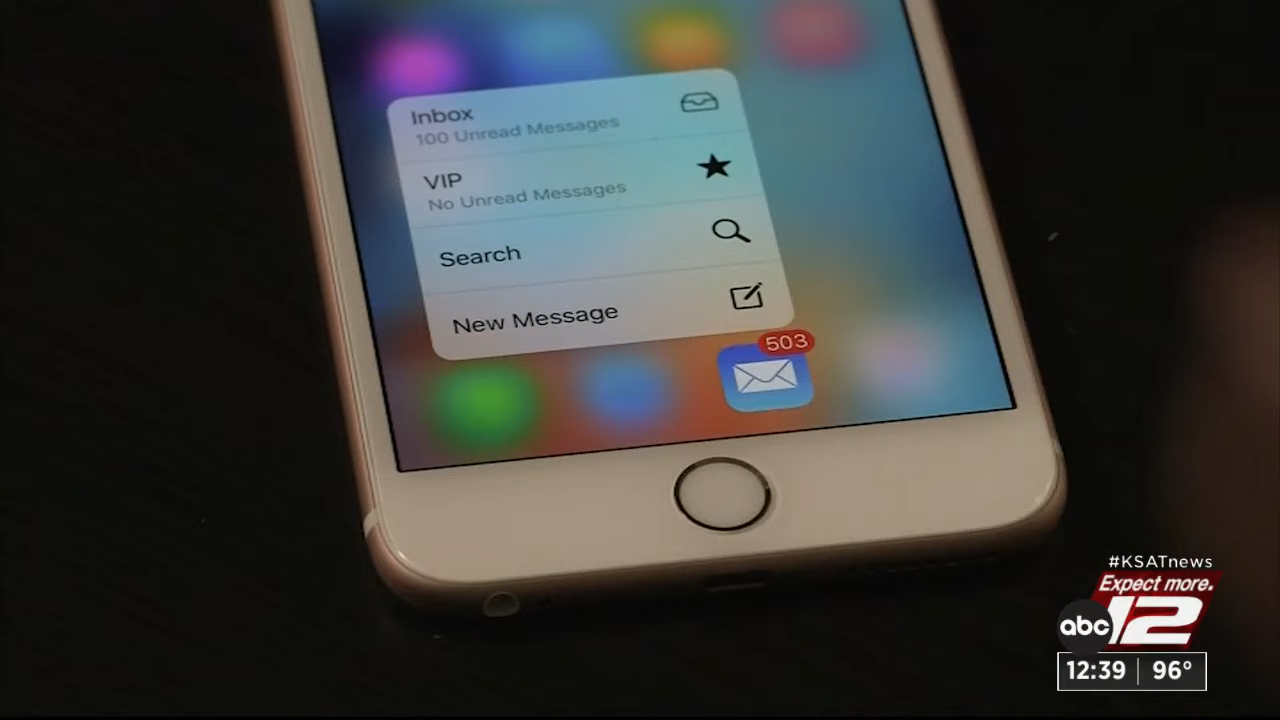 Inbox
100 Unread Messages
VIP
No Unread Messages
Search
New Message
503
#KSATnews
Expect more.
abc 12
12:39 96°